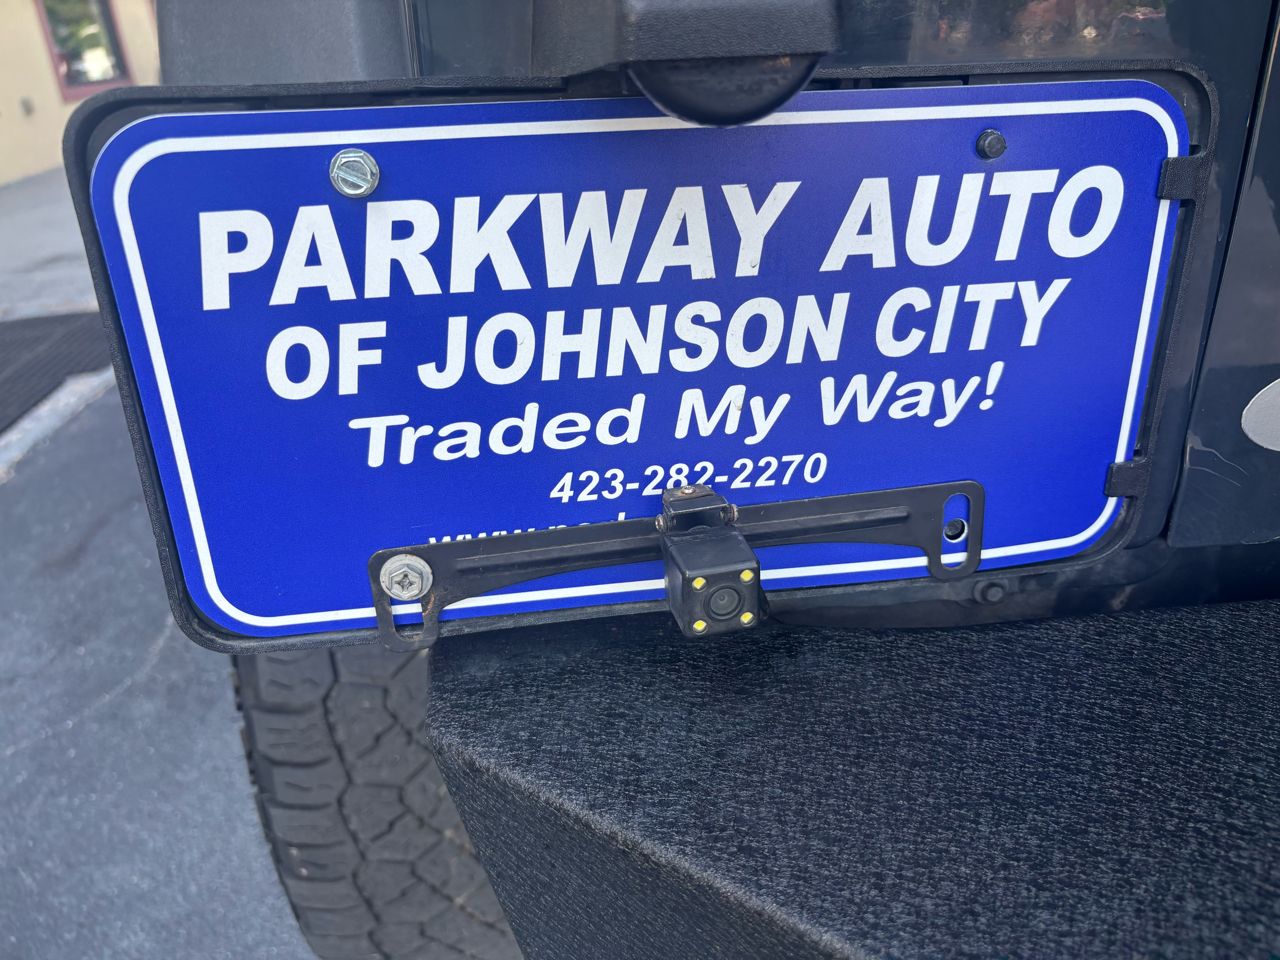 PARKWAY AUTO
OF JOHNSON CITY
Traded My Way!
423-282-2270